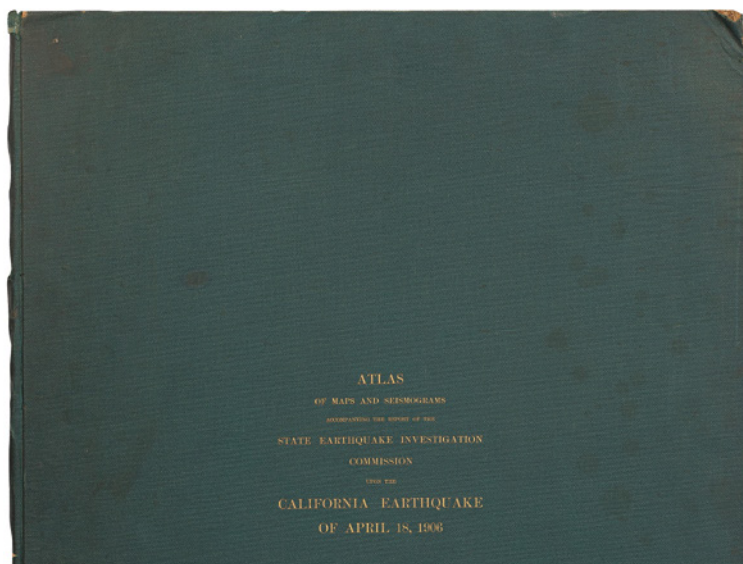 ATLAS
OF MAPS AND SEISMOGRAMS
ACCOMPANYING THE REPORT OF THE
STATE EARTHQUAKE INVESTIGATION
COMMISSION
UPON THE
CALIFORNIA EARTHQUAKE
OF APRIL 18, 1906